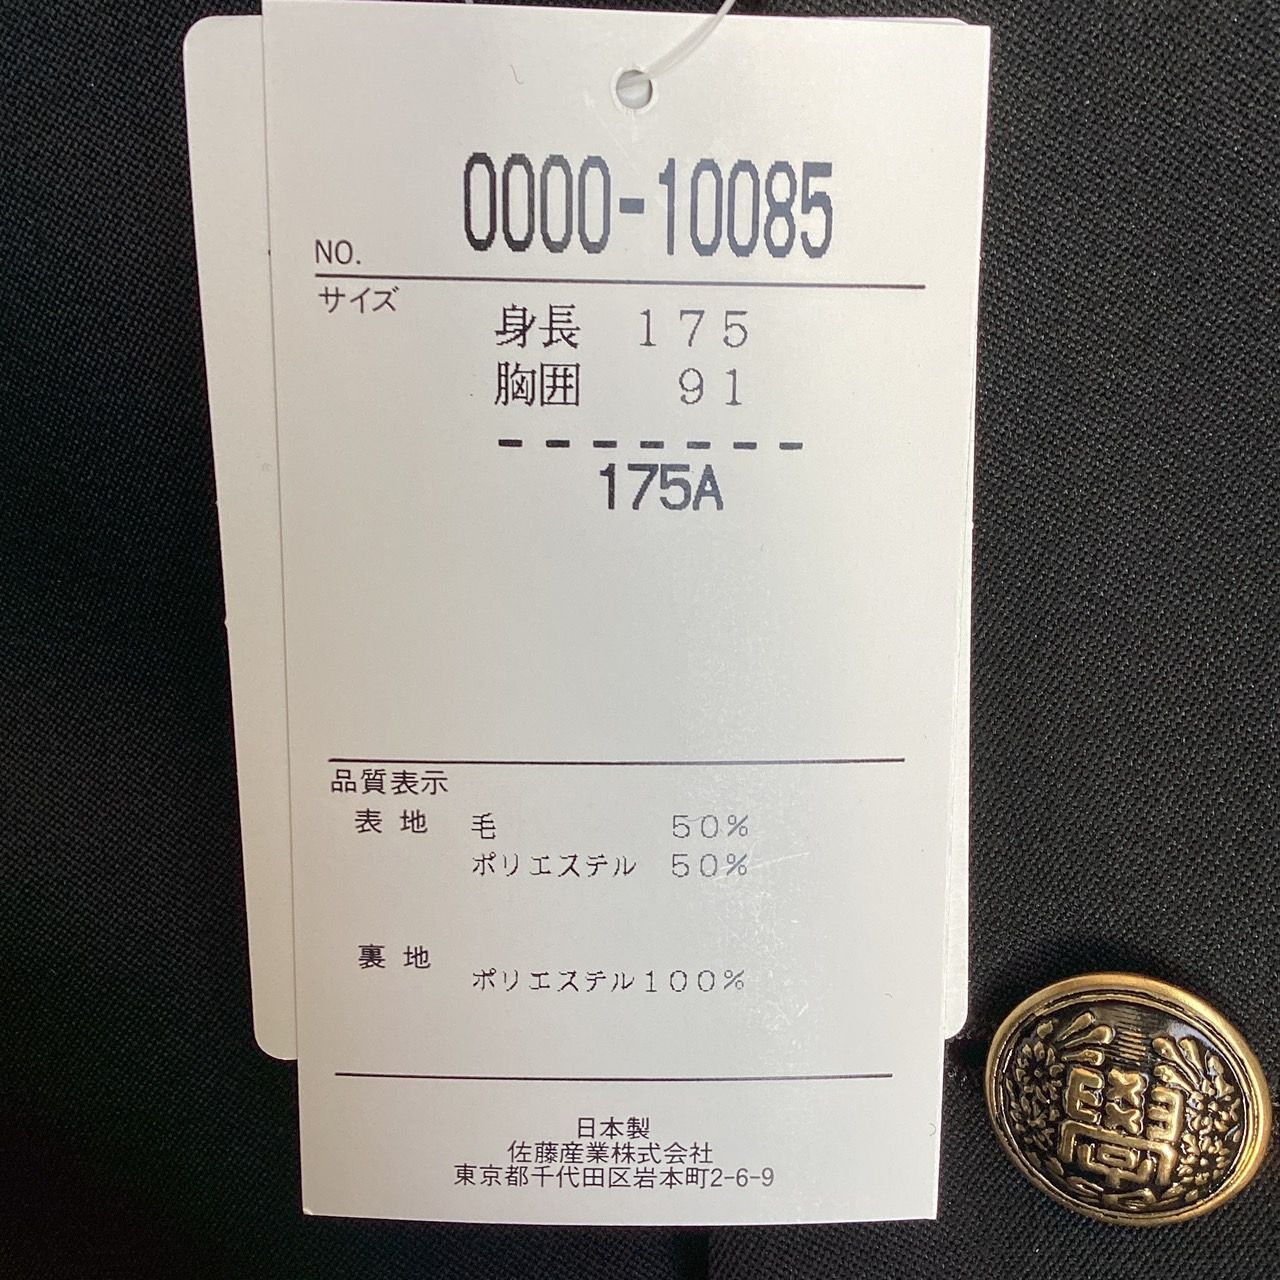 0000-10085
NO.
サイズ
身長 175
胸囲 91
-------
175A
品質表示
表地 毛 50%
ポリエステル 50%
裏地
ポリエステル100%
日本製
佐藤産業株式会社
東京都千代田区岩本町2-6-9